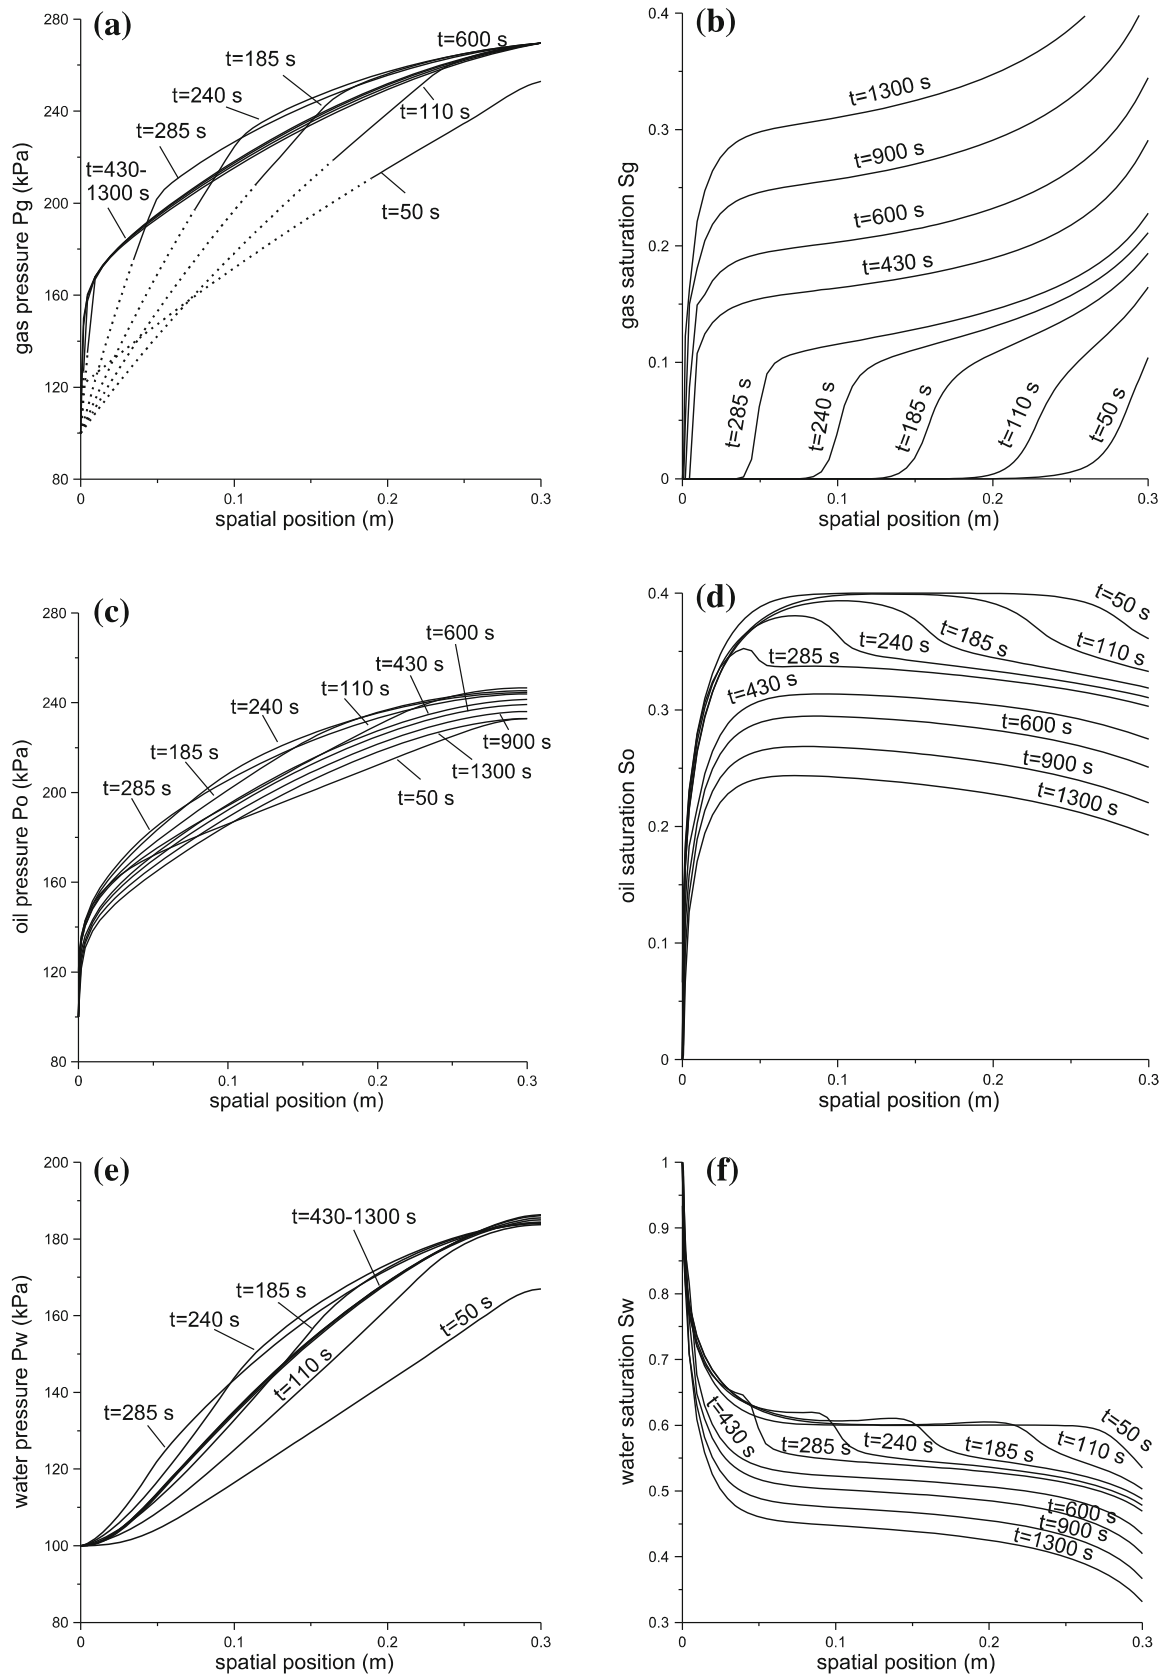 (a)
280
240
200
160
120
80
gas pressure Pg (kPa)
t=600 s
t=185 s
t=240 s
t=110 s
t=285 s
t=430-
1300 s
t=50 s
0
0.1
0.2
0.3
spatial position (m)
(b)
0.4
0.3
0.2
0.1
0
gas saturation Sg
t=1300 s
t=900 s
t=600 s
t=430 s
t=285 s
t=240 s
t=185 s
t=110 s
t=50 s
0
0.1
0.2
0.3
spatial position (m)
(c)
280
240
200
160
120
80
oil pressure Po (kPa)
t=600 s
t=430 s
t=110 s
t=240 s
t=185 s
t=900 s
t=1300 s
t=285 s
t=50 s
0
0.1
0.2
0.3
spatial position (m)
(d)
0.4
0.3
0.2
0.1
0
oil saturation So
t=50 s
t=110 s
t=185 s
t=240 s
t=285 s
t=430 s
t=600 s
t=900 s
t=1300 s
0
0.1
0.2
0.3
spatial position (m)
(e)
200
180
160
140
120
100
80
water pressure Pw (kPa)
t=430-1300 s
t=185 s
t=240 s
t=50 s
t=110 s
t=285 s
0
0.1
0.2
0.3
spatial position (m)
(f)
1
0.9
0.8
0.7
0.6
0.5
0.4
0.3
water saturation Sw
t=430 s
t=285 s
t=240 s
t=185 s
t=110 s
t=50 s
t=600 s
t=900 s
t=1300 s
0
0.1
0.2
0.3
spatial position (m)